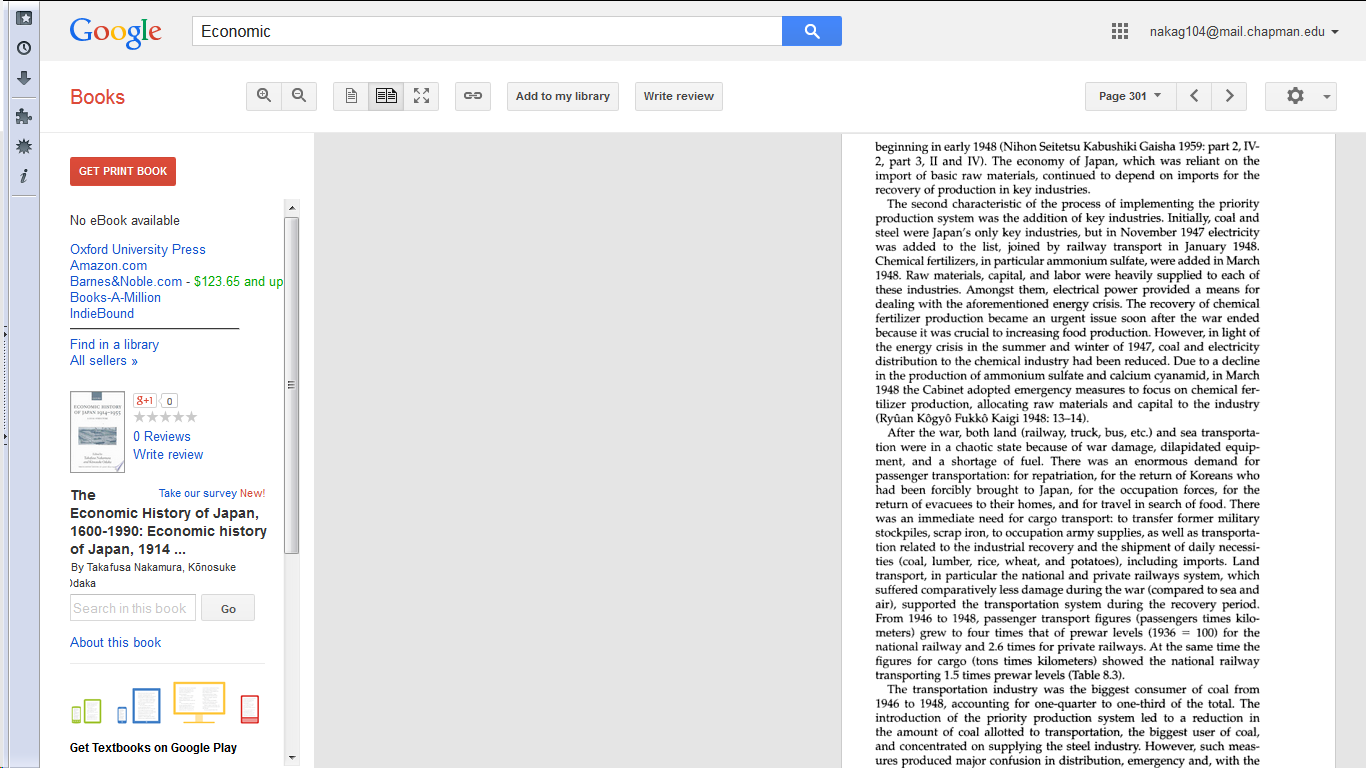 Google
Economic
nakag104@mail.chapman.edu
Books
Add to my library
Write review
Page 301
GET PRINT BOOK
No eBook available
Oxford University Press
Amazon.com
Barnes&Noble.com - $123.65 and up
Books-A-Million
IndieBound
Find in a library
All sellers »
ECONOMIC HISTORY
OF JAPAN 1914-1955
g+1 0
0 Reviews
Write review
Take our survey New!
The
Economic History of Japan,
1600-1990: Economic history
of Japan, 1914 ...
By Takafusa Nakamura, Kōnosuke
Odaka
Search in this book
Go
About this book
Get Textbooks on Google Play
beginning in early 1948 (Nihon Seitetsu Kabushiki Gaisha 1959: part 2, IV-
2, part 3, II and IV). The economy of Japan, which was reliant on the
import of basic raw materials, continued to depend on imports for the
recovery of production in key industries.
The second characteristic of the process of implementing the priority
production system was the addition of key industries. Initially, coal and
steel were Japan's only key industries, but in November 1947 electricity
was added to the list, joined by railway transport in January 1948.
Chemical fertilizers, in particular ammonium sulfate, were added in March
1948. Raw materials, capital, and labor were heavily supplied to each of
these industries. Amongst them, electrical power provided a means for
dealing with the aforementioned energy crisis. The recovery of chemical
fertilizer production became an urgent issue soon after the war ended
because it was crucial to increasing food production. However, in light of
the energy crisis in the summer and winter of 1947, coal and electricity
distribution to the chemical industry had been reduced. Due to a decline
in the production of ammonium sulfate and calcium cyanamid, in March
1948 the Cabinet adopted emergency measures to focus on chemical fer-
tilizer production, allocating raw materials and capital to the industry
(Ryûan Kôgyô Fukkô Kaigi 1948: 13–14).
After the war, both land (railway, truck, bus, etc.) and sea transporta-
tion were in a chaotic state because of war damage, dilapidated equip-
ment, and a shortage of fuel. There was an enormous demand for
passenger transportation: for repatriation, for the return of Koreans who
had been forcibly brought to Japan, for the occupation forces, for the
return of evacuees to their homes, and for travel in search of food. There
was an immediate need for cargo transport: to transfer former military
stockpiles, scrap iron, to occupation army supplies, as well as transporta-
tion related to the industrial recovery and the shipment of daily necessi-
ties (coal, lumber, rice, wheat, and potatoes), including imports. Land
transport, in particular the national and private railways system, which
suffered comparatively less damage during the war (compared to sea and
air), supported the transportation system during the recovery period.
From 1946 to 1948, passenger transport figures (passengers times kilo-
meters) grew to four times that of prewar levels (1936 = 100) for the
national railway and 2.6 times for private railways. At the same time the
figures for cargo (tons times kilometers) showed the national railway
transporting 1.5 times prewar levels (Table 8.3).
The transportation industry was the biggest consumer of coal from
1946 to 1948, accounting for one-quarter to one-third of the total. The
introduction of the priority production system led to a reduction in
the amount of coal allotted to transportation, the biggest user of coal,
and concentrated on supplying the steel industry. However, such meas-
ures produced major confusion in distribution, emergency and, with the